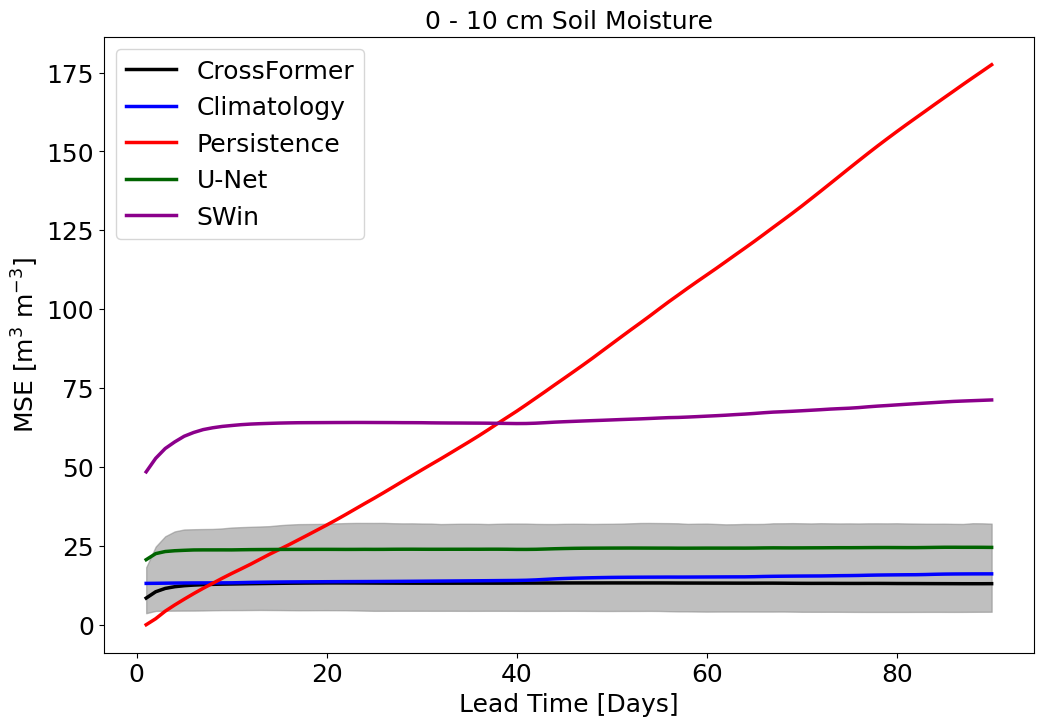 0 - 10 cm Soil Moisture
CrossFormer
Climatology
Persistence
U-Net
SWin
175
150
125
100
75
50
25
0
MSE [m³ m⁻³]
0 20 40 60 80
Lead Time [Days]